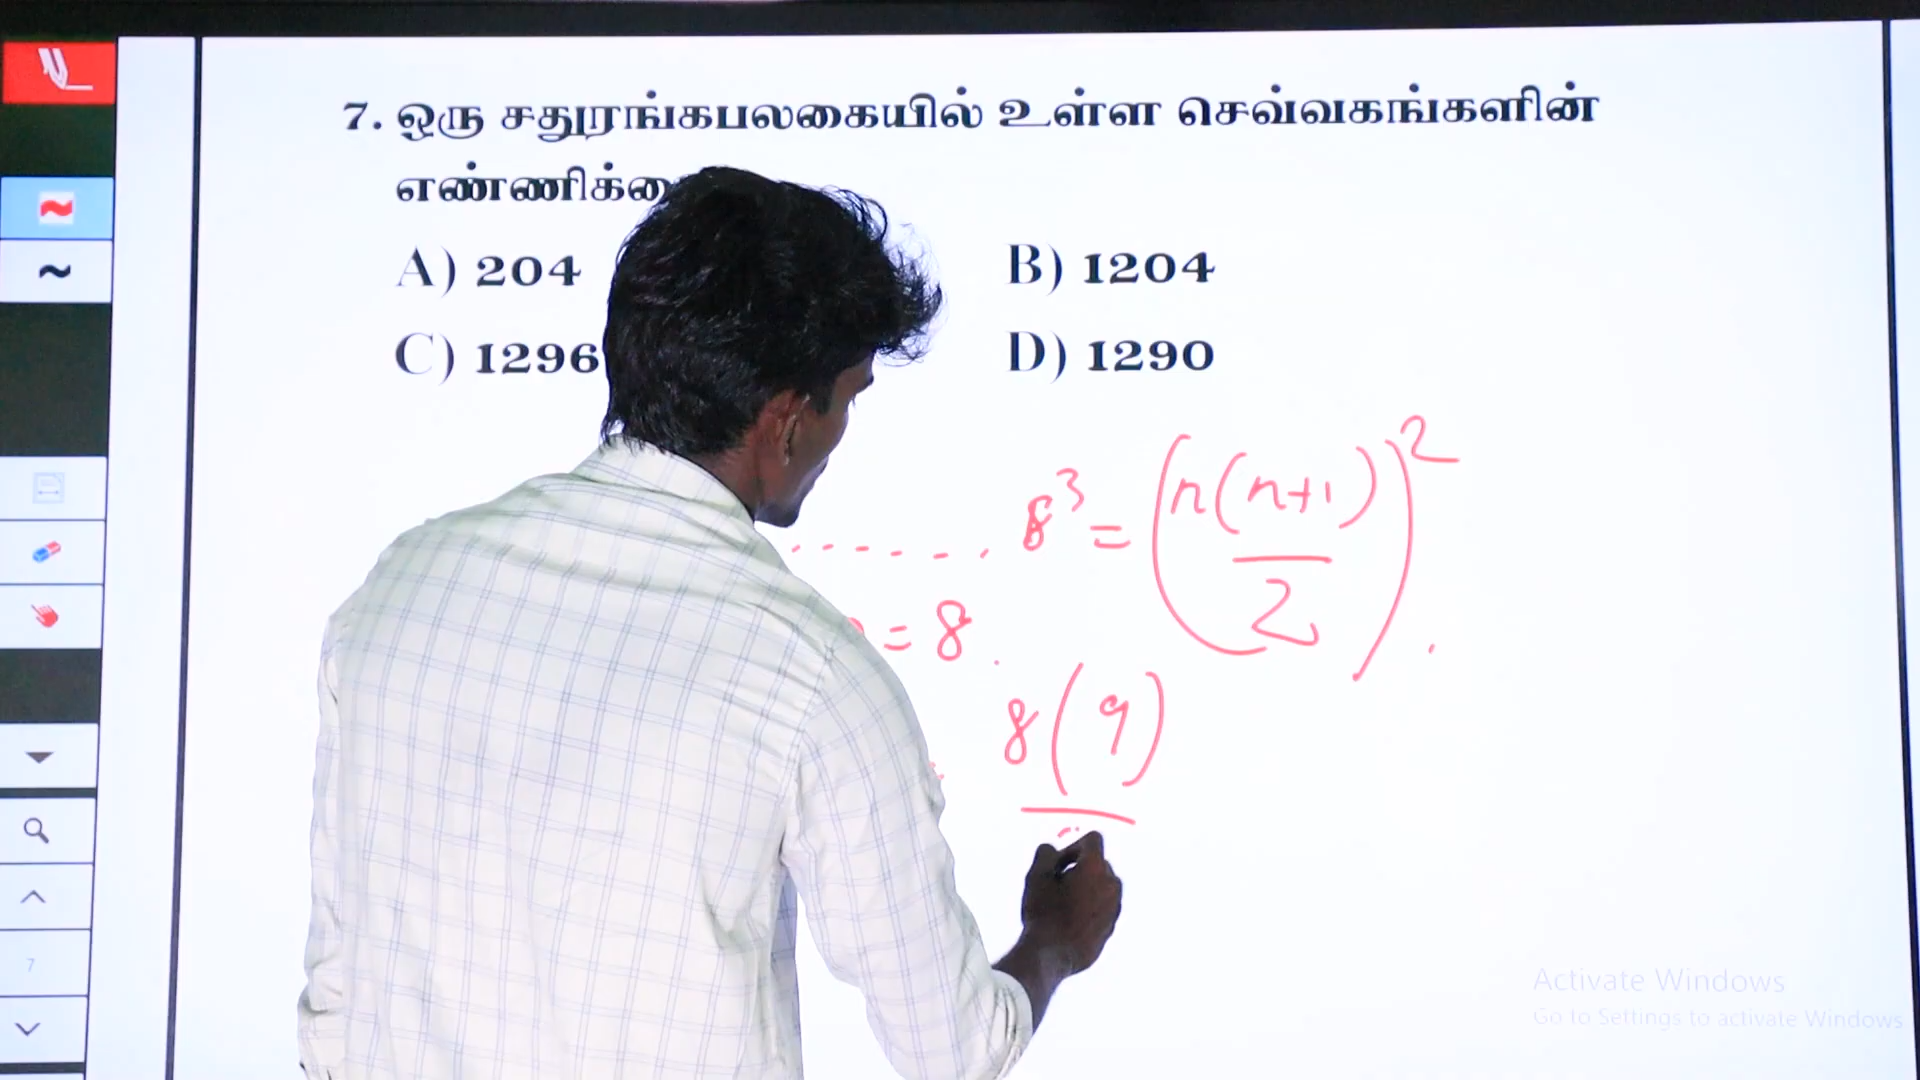 7. ஒரு சதுரங்கபலகையில் உள்ள செவ்வகங்களின்
A) 204 B) 1204
C) 1296 D) 1290
8³ = (n(n+1)/2)² .
= 8 .
8(9)
7
Activate Windows
Go to Settings to activate Windows